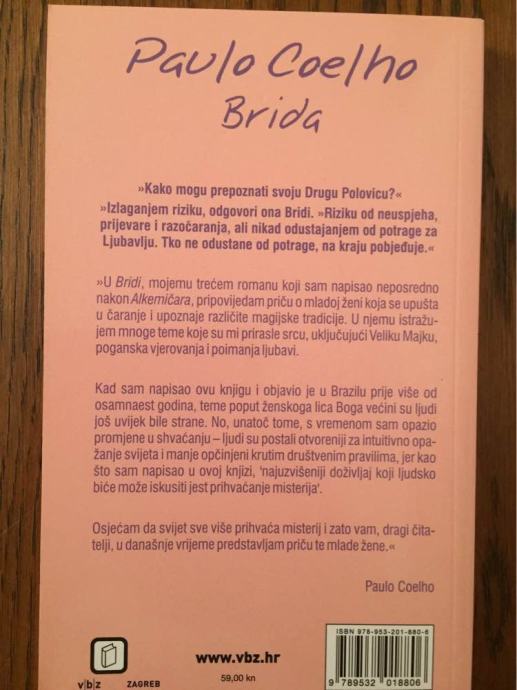 Paulo Coelho
Brida
»Kako mogu prepoznati svoju Drugu Polovicu?«
»Izlaganjem riziku, odgovori ona Bridi. »Riziku od neuspjeha,
prijevare i razočaranja, ali nikad odustajanjem od potrage za
Ljubavlju. Tko ne odustane od potrage, na kraju pobjeđuje.«
»U Bridi, mojemu trećem romanu koji sam napisao neposredno
nakon Alkemičara, pripovijedam priču o mladoj ženi koja se upušta
u čaranje i upoznaje različite magijske tradicije. U njemu istražu-
jem mnoge teme koje su mi prirasle srcu, uključujući Veliku Majku,
poganska vjerovanja i poimanja ljubavi.
Kad sam napisao ovu knjigu i objavio je u Brazilu prije više od
osamnaest godina, teme poput ženskoga lica Boga većini su ljudi
još uvijek bile strane. No, unatoč tome, s vremenom sam opazio
promjene u shvaćanju – ljudi su postali otvoreniji za intuitivno opa-
žanje svijeta i manje opčinjeni krutim društvenim pravilima, jer kao
što sam napisao u ovoj knjizi, 'najuzvišeniji doživljaj koji ljudsko
biće može iskusiti jest prihvaćanje misterija'.
Osjećam da svijet sve više prihvaća misterij i zato vam, dragi čita-
telji, u današnje vrijeme predstavljam priču te mlade žene.«
Paulo Coelho
ISBN 978-953-201-880-6
9 789532 018806
www.vbz.hr
v|b|z ZAGREB
59,00 kn